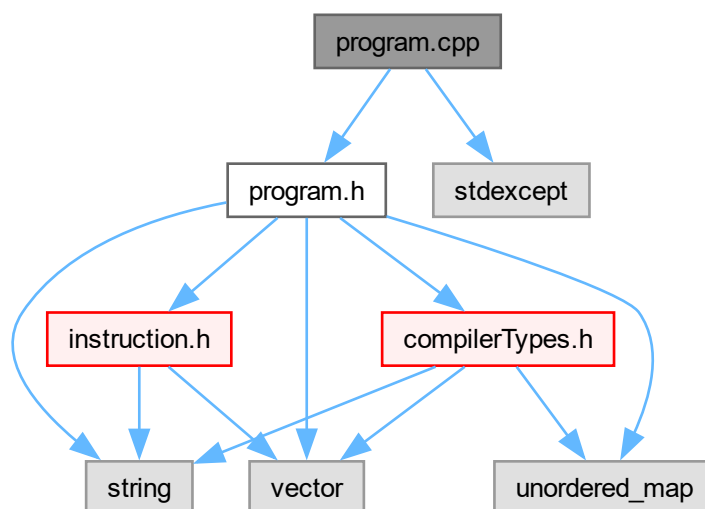 program.cpp
program.h
stdexcept
instruction.h
compilerTypes.h
string
vector
unordered_map